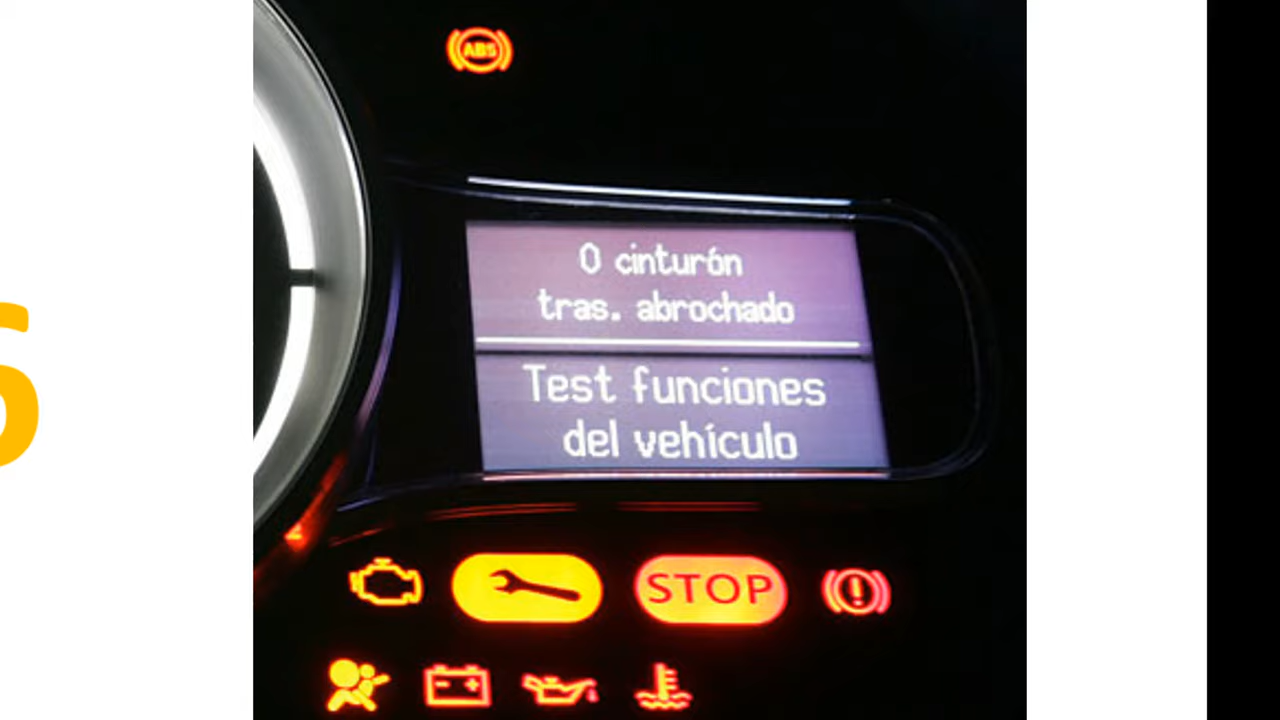 ABS
0 cinturón
tras. abrochado
Test funciones
del vehículo
STOP